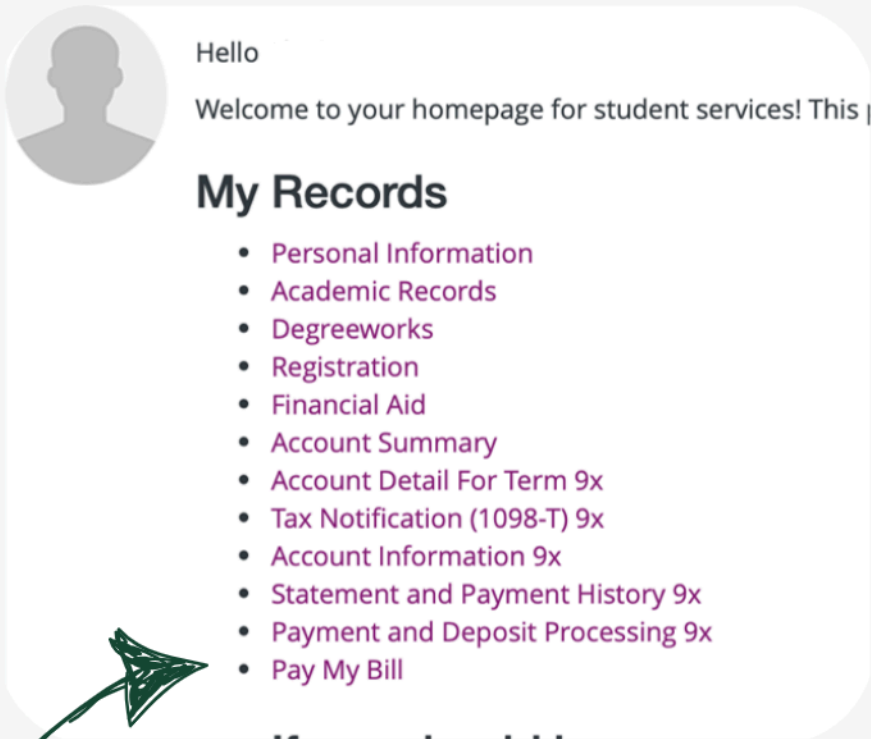 Hello
Welcome to your homepage for student services! This
My Records
• Personal Information
• Academic Records
• Degreeworks
• Registration
• Financial Aid
• Account Summary
• Account Detail For Term 9x
• Tax Notification (1098-T) 9x
• Account Information 9x
• Statement and Payment History 9x
• Payment and Deposit Processing 9x
• Pay My Bill